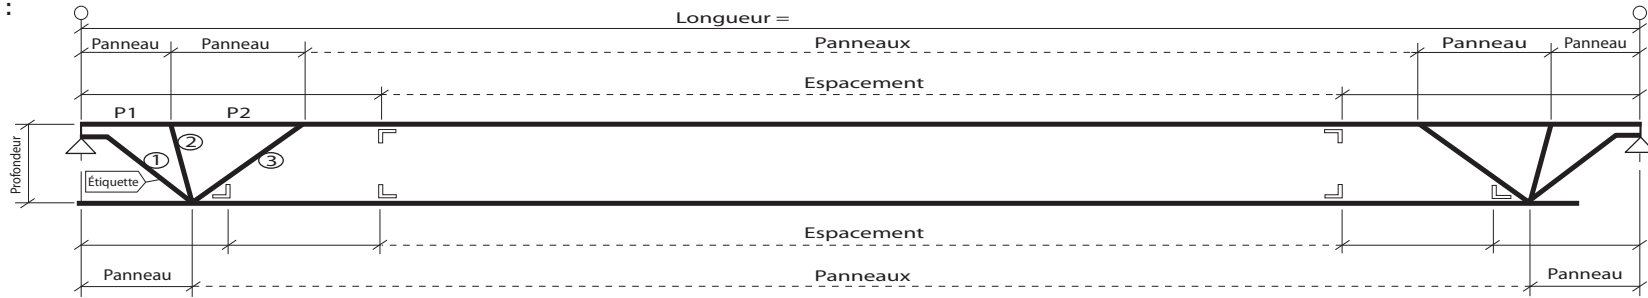 :
Longueur =
Panneau Panneau Panneaux Panneau Panneau
Espacement
P1 P2
Profondeur
2
1 3
Étiquette
Espacement
Panneau Panneaux Panneau